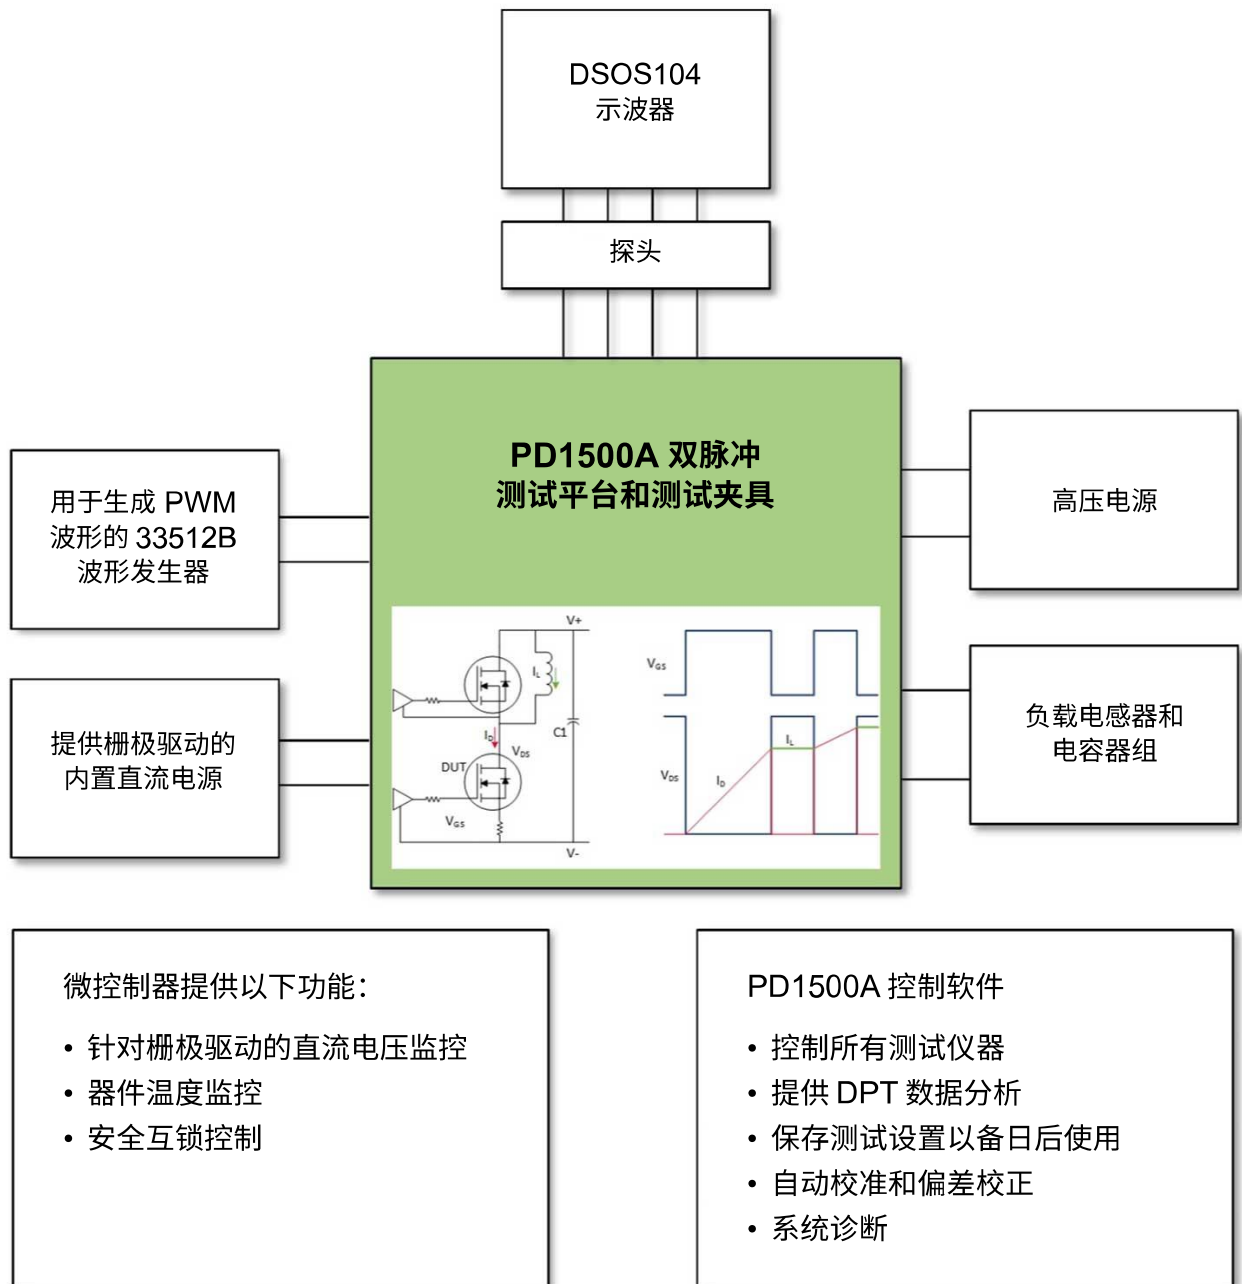 DSOS104
示波器
探头
PD1500A 双脉冲
测试平台和测试夹具
用于生成 PWM
波形的 33512B
波形发生器
高压电源
提供栅极驱动的
内置直流电源
负载电感器和
电容器组
V+
IL
C1
ID
VDS
DUT
VGS
V-
VGS
IL
VDS
ID
微控制器提供以下功能：
• 针对栅极驱动的直流电压监控
• 器件温度监控
• 安全互锁控制
PD1500A 控制软件
• 控制所有测试仪器
• 提供 DPT 数据分析
• 保存测试设置以备日后使用
• 自动校准和偏差校正
• 系统诊断